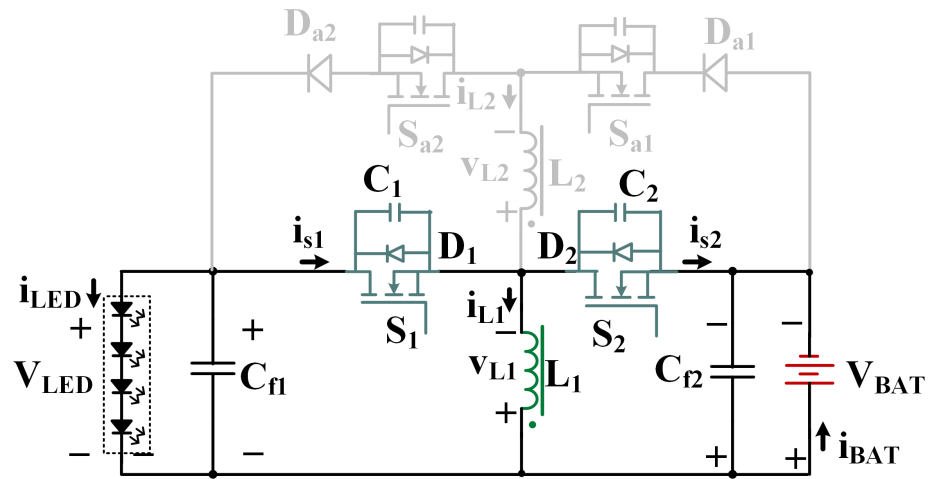 Da2
Da1
iL2
Sa2
Sa1
vL2
L2
C1
C2
is1
D1
D2
is2
iLED
iL1
S1
S2
+
−
VLED
−
+
Cf1
−
vL1
L1
+
Cf2
−
+
−
VBAT
+
iBAT